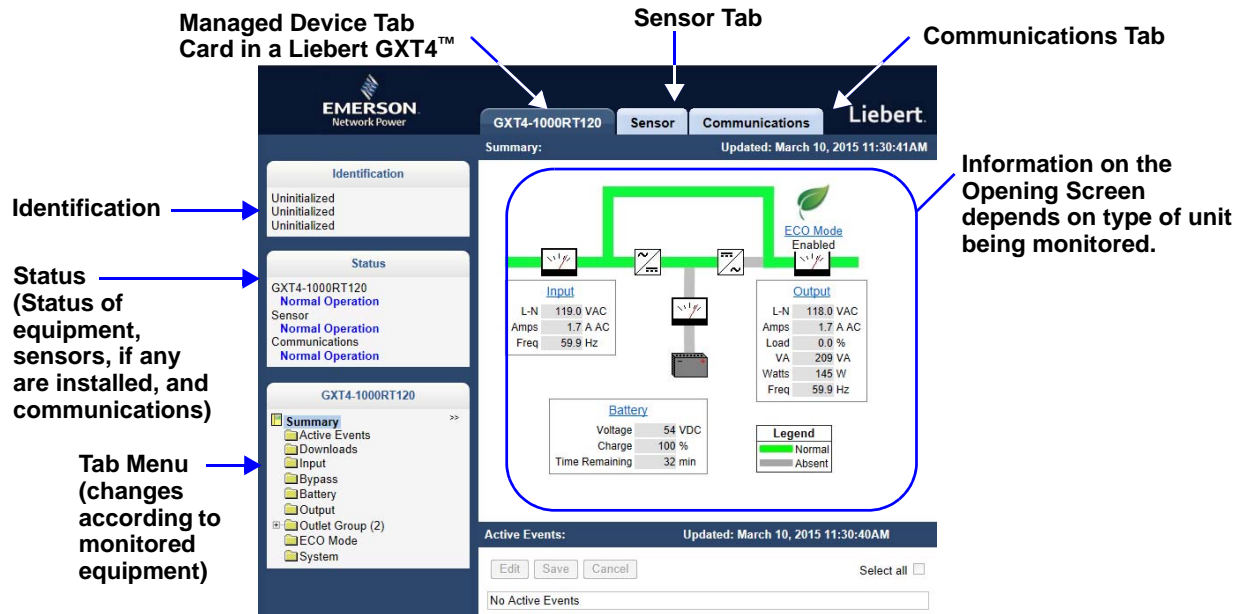 Managed Device Tab
Card in a Liebert GXT4™
Sensor Tab
Communications Tab
EMERSON
Network Power
GXT4-1000RT120
Sensor
Communications
Liebert.
Summary:
Updated: March 10, 2015 11:30:41AM
Identification
Identification
Uninitialized
Uninitialized
Uninitialized
Information on the
Opening Screen
depends on type of unit
being monitored.
ECO Mode
Enabled
Status
(Status of
equipment,
sensors, if any
are installed, and
communications)
Status
GXT4-1000RT120
Normal Operation
Sensor
Normal Operation
Communications
Normal Operation
Input
L-N 119.0 VAC
Amps 1.7 A AC
Freq 59.9 Hz
Output
L-N 118.0 VAC
Amps 1.7 A AC
Load 0.0 %
VA 209 VA
Watts 145 W
Freq 59.9 Hz
Battery
Voltage 54 VDC
Charge 100 %
Time Remaining 32 min
Legend
Normal
Absent
Tab Menu
(changes
according to
monitored
equipment)
GXT4-1000RT120
Summary >>
Active Events
Downloads
Input
Bypass
Battery
Output
Outlet Group (2)
ECO Mode
System
Active Events:
Updated: March 10, 2015 11:30:40AM
Edit Save Cancel
Select all
No Active Events